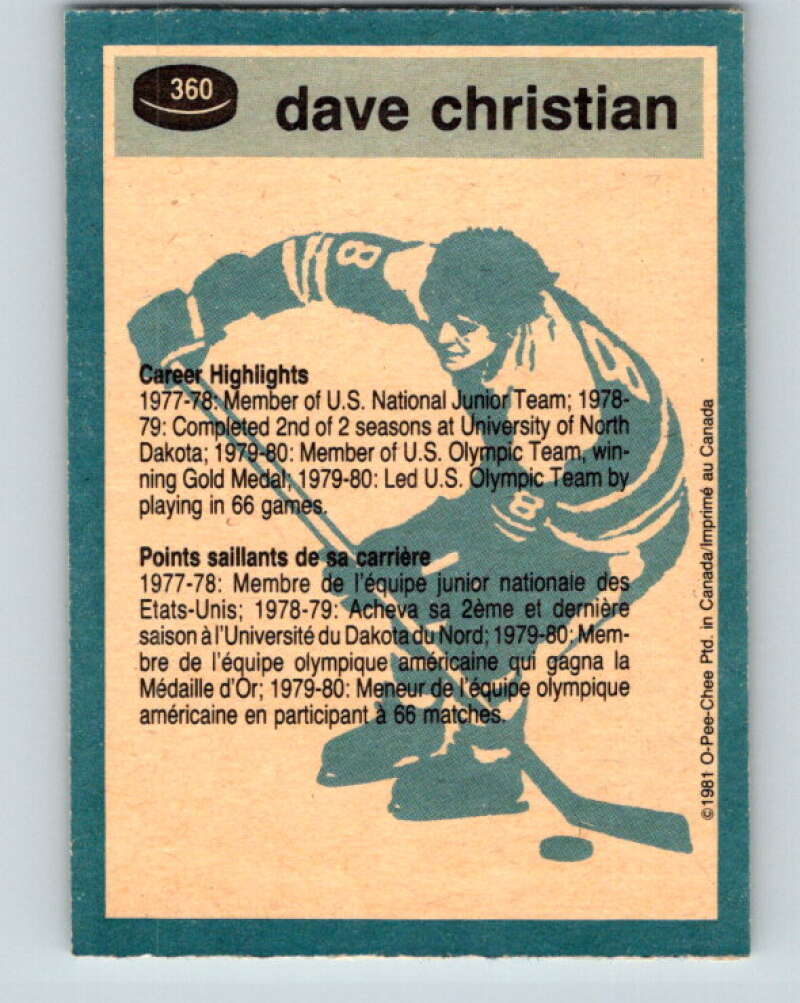 360
dave christian
8
8
8
Career Highlights
1977-78: Member of U.S. National Junior Team; 1978-
79: Completed 2nd of 2 seasons at University of North
Dakota; 1979-80: Member of U.S. Olympic Team, win-
ning Gold Medal; 1979-80: Led U.S. Olympic Team by
playing in 66 games.
Points saillants de sa carrière
1977-78: Membre de l'équipe junior nationale des
Etats-Unis; 1978-79: Acheva sa 2ème et dernière
saison à l'Université du Dakota du Nord; 1979-80: Mem-
bre de l'équipe olympique américaine qui gagna la
Médaille d'Or; 1979-80: Meneur de l'équipe olympique
américaine en participant à 66 matches.
©1981 O-Pee-Chee Ptd. in Canada/Imprimé au Canada